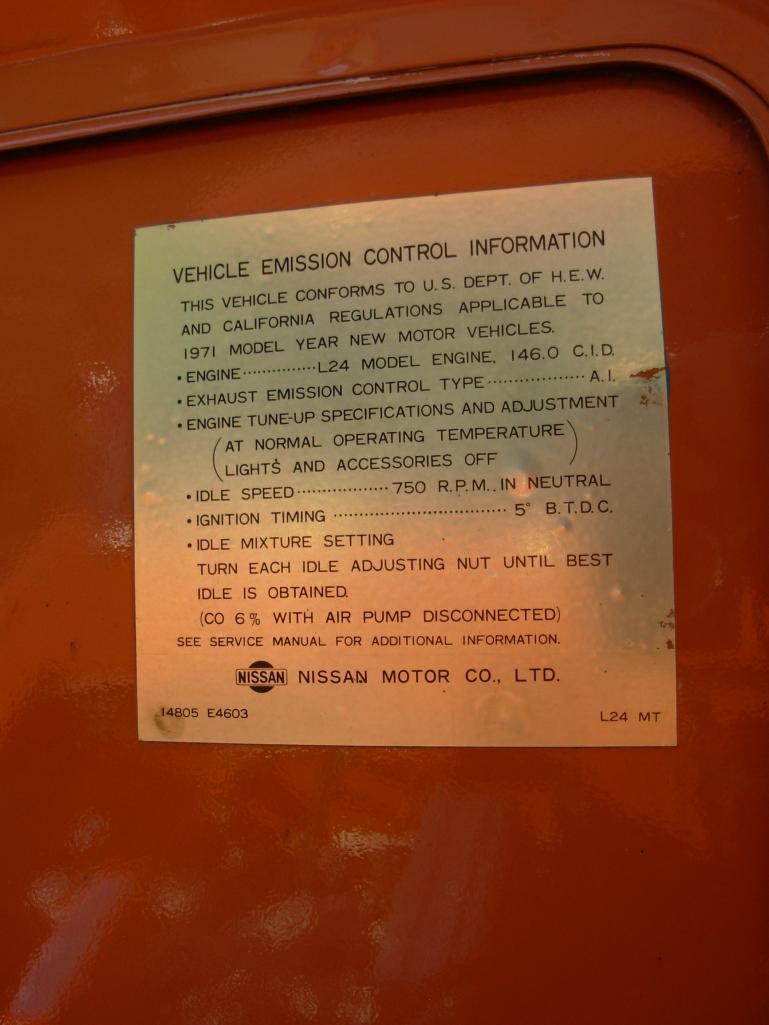 VEHICLE EMISSION CONTROL INFORMATION
THIS VEHICLE CONFORMS TO U.S. DEPT. OF H.E.W.
AND CALIFORNIA REGULATIONS APPLICABLE TO
1971 MODEL YEAR NEW MOTOR VEHICLES.
• ENGINE··············L24 MODEL ENGINE, 146.0 C.I.D.
• EXHAUST EMISSION CONTROL TYPE·················A.I.
• ENGINE TUNE-UP SPECIFICATIONS AND ADJUSTMENT
(AT NORMAL OPERATING TEMPERATURE
LIGHTS AND ACCESSORIES OFF)
• IDLE SPEED·················750 R.P.M..IN NEUTRAL
• IGNITION TIMING ································ 5° B.T.D.C.
• IDLE MIXTURE SETTING
TURN EACH IDLE ADJUSTING NUT UNTIL BEST
IDLE IS OBTAINED.
(CO 6% WITH AIR PUMP DISCONNECTED)
SEE SERVICE MANUAL FOR ADDITIONAL INFORMATION.
NISSAN NISSAN MOTOR CO., LTD.
14805 E4603 L24 MT